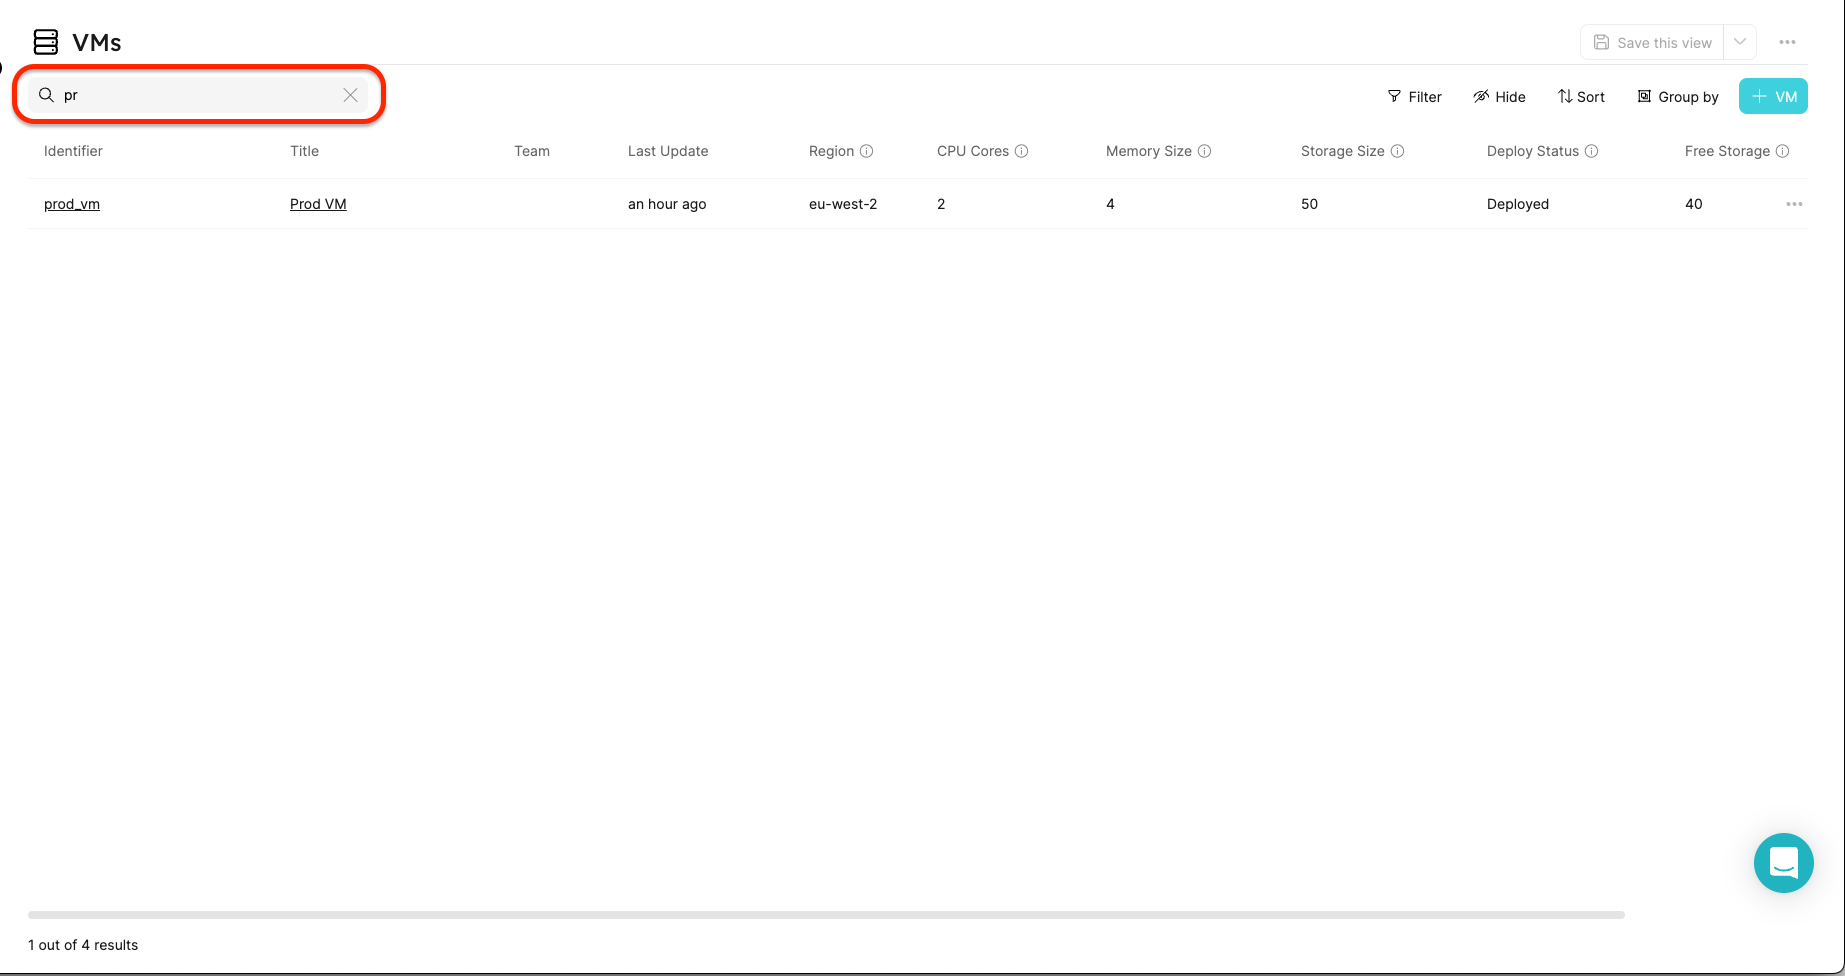 VMs
Save this view
pr
Filter Hide Sort Group by VM
Identifier Title Team Last Update Region CPU Cores Memory Size Storage Size Deploy Status Free Storage
prod_vm Prod VM an hour ago eu-west-2 2 4 50 Deployed 40
1 out of 4 results